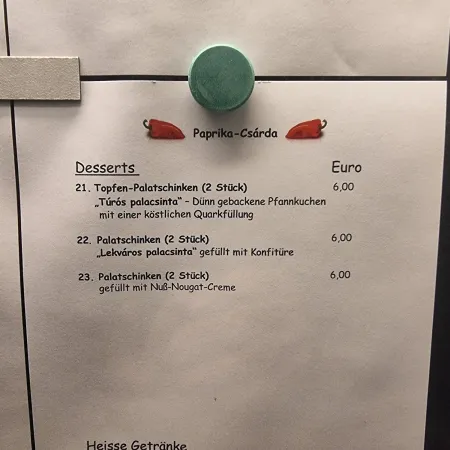 Paprika-Csárda
Desserts Euro
21. Topfen-Palatschinken (2 Stück) 6,00
„Túrós palacsinta“ – Dünn gebackene Pfannkuchen
mit einer köstlichen Quarkfüllung
22. Palatschinken (2 Stück) 6,00
„Lekváros palacsinta“ gefüllt mit Konfitüre
23. Palatschinken (2 Stück) 6,00
gefüllt mit Nuß-Nougat-Creme
Heisse Getränke